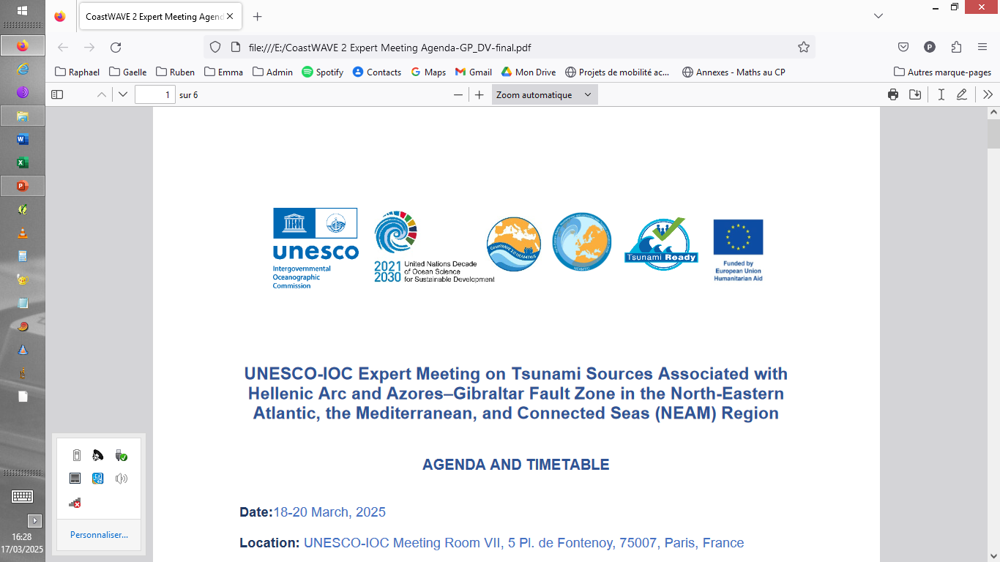 CoastWAVE 2 Expert Meeting Agend
file:///E:/CoastWAVE 2 Expert Meeting Agenda-GP_DV-final.pdf
Raphael Gaelle Ruben Emma Admin Spotify Contacts Maps Gmail Mon Drive Projets de mobilité ac... Annexes - Maths au CP Autres marque-pages
1 sur 6 Zoom automatique
unesco
Intergovernmental
Oceanographic
Commission
2021
2030
United Nations Decade
of Ocean Science
for Sustainable Development
Tsunami Ready
Funded by
European Union
Humanitarian Aid
UNESCO-IOC Expert Meeting on Tsunami Sources Associated with
Hellenic Arc and Azores–Gibraltar Fault Zone in the North-Eastern
Atlantic, the Mediterranean, and Connected Seas (NEAM) Region
AGENDA AND TIMETABLE
Date:18-20 March, 2025
Location: UNESCO-IOC Meeting Room VII, 5 Pl. de Fontenoy, 75007, Paris, France
Personnaliser...
16:28
17/03/2025